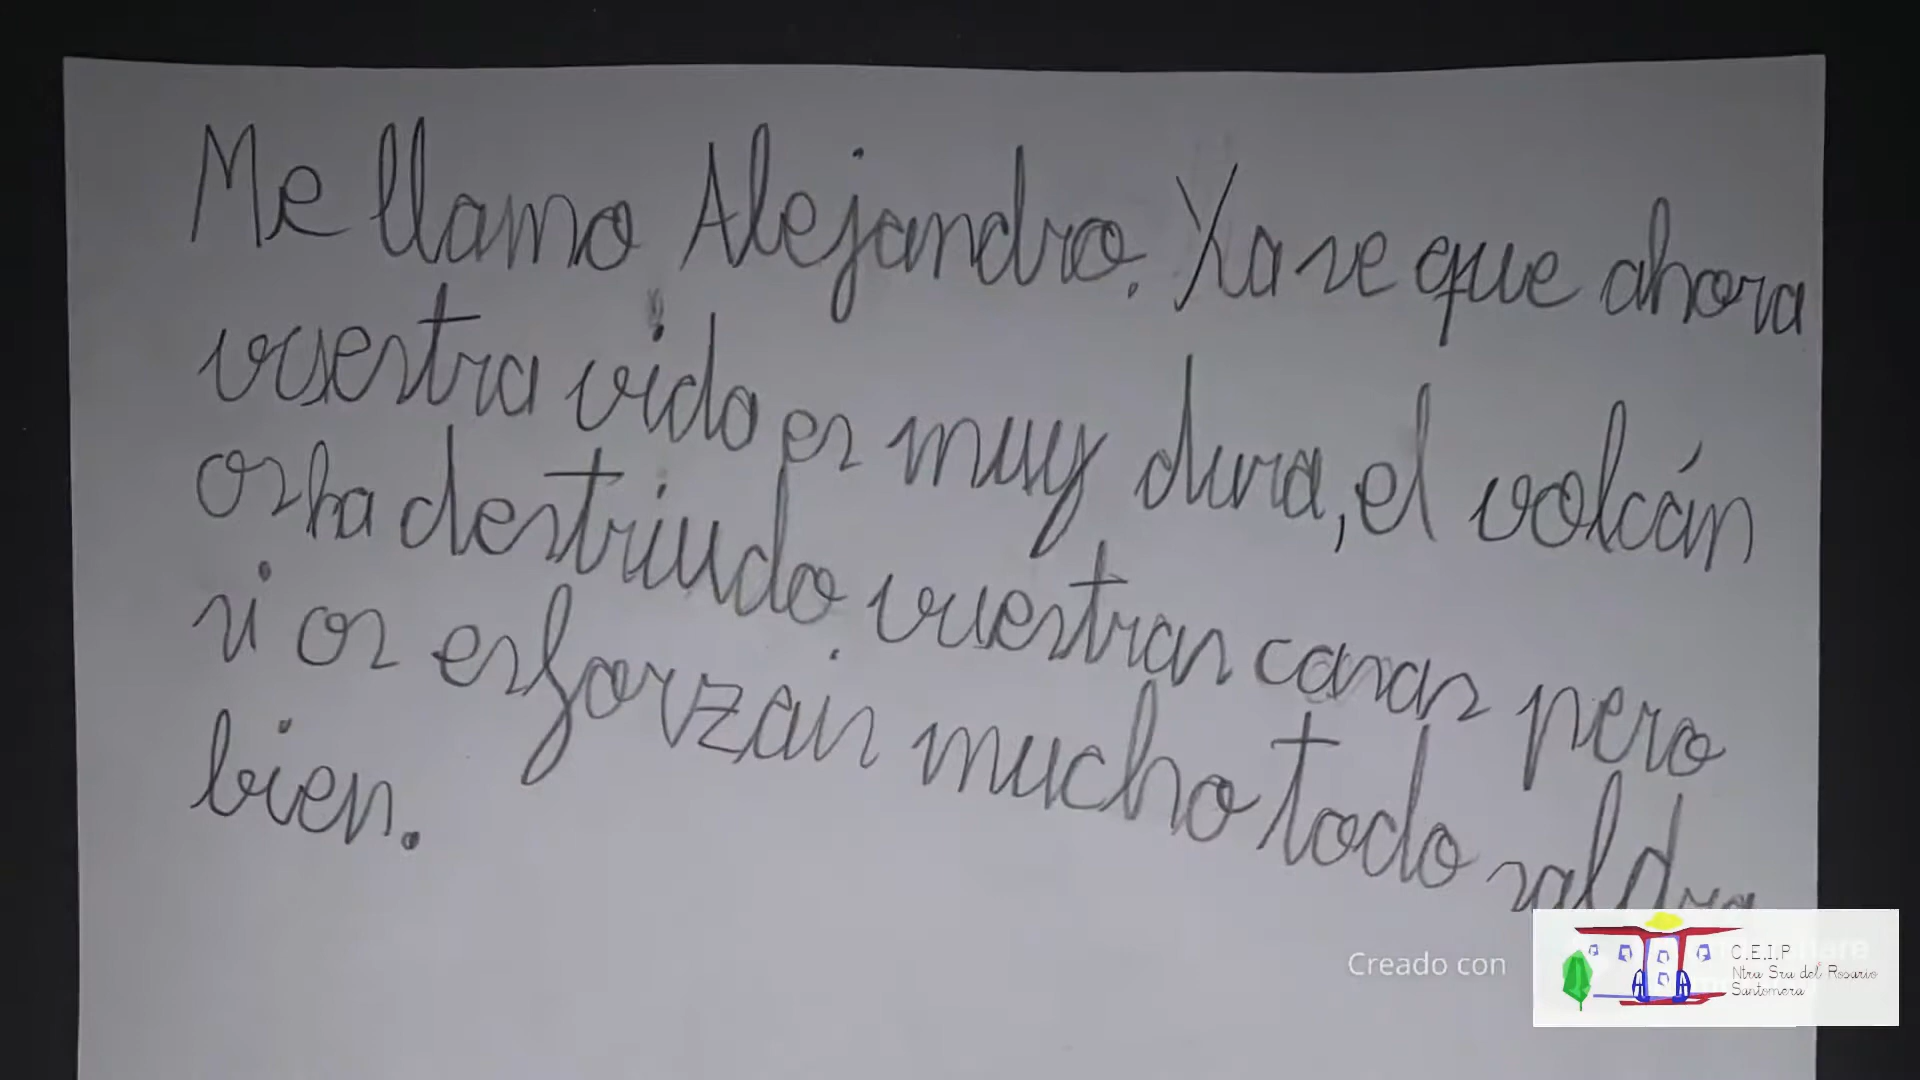 Me llamo Alejandro. Ya se que ahora
vuestra vida es muy dura, el volcán
os ha destriudo vuestras casas pero
si os esforzais mucho todo saldra
bien.
Creado con
C.E.I.P
Ntra Sra del Rosario
Santomera